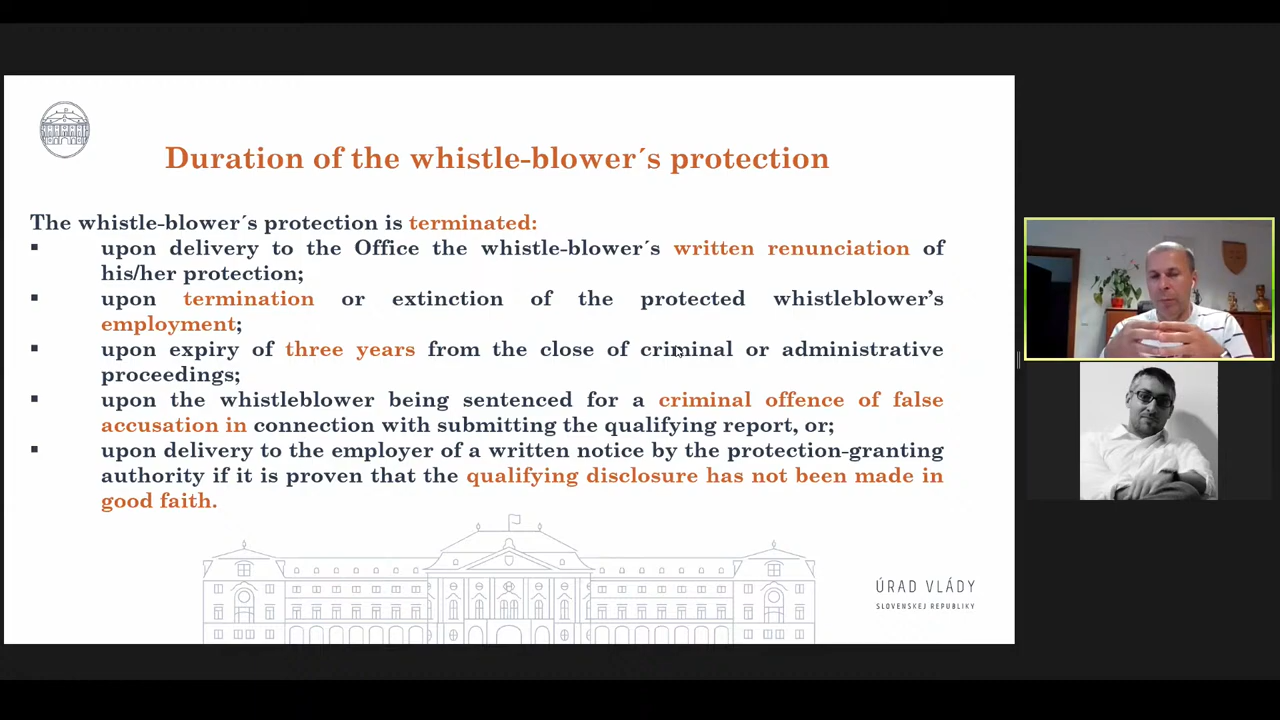 Duration of the whistle-blower´s protection
The whistle-blower´s protection is terminated:
▪ upon delivery to the Office the whistle-blower´s written renunciation of
his/her protection;
▪ upon termination or extinction of the protected whistleblower’s
employment;
▪ upon expiry of three years from the close of criminal or administrative
proceedings;
▪ upon the whistleblower being sentenced for a criminal offence of false
accusation in connection with submitting the qualifying report, or;
▪ upon delivery to the employer of a written notice by the protection-granting
authority if it is proven that the qualifying disclosure has not been made in
good faith.
ÚRAD VLÁDY
SLOVENSKEJ REPUBLIKY